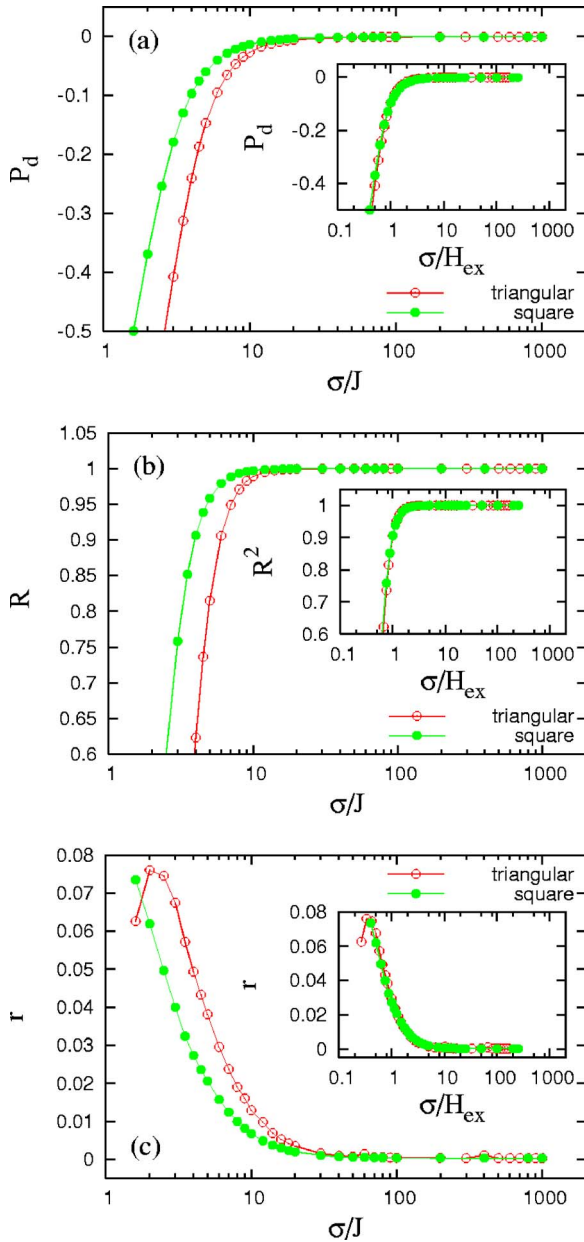 (a)
0
-0.1
-0.2
-0.3
-0.4
-0.5
P_d
1 10 100 1000
σ/J
0
-0.2
-0.4
P_d
0.1 1 10 100 1000
σ/H_ex
triangular
square
(b)
1.05
1
0.95
0.9
0.85
0.8
0.75
0.7
0.65
0.6
R
1 10 100 1000
σ/J
1
0.9
0.8
0.7
0.6
R^2
0.1 1 10 100 1000
σ/H_ex
triangular
square
0.08
0.07
0.06
0.05
0.04
0.03
0.02
0.01
0
r
(c)
1 10 100 1000
σ/J
triangular
square
0.08
0.06
0.04
0.02
0
r
0.1 1 10 100 1000
σ/H_ex